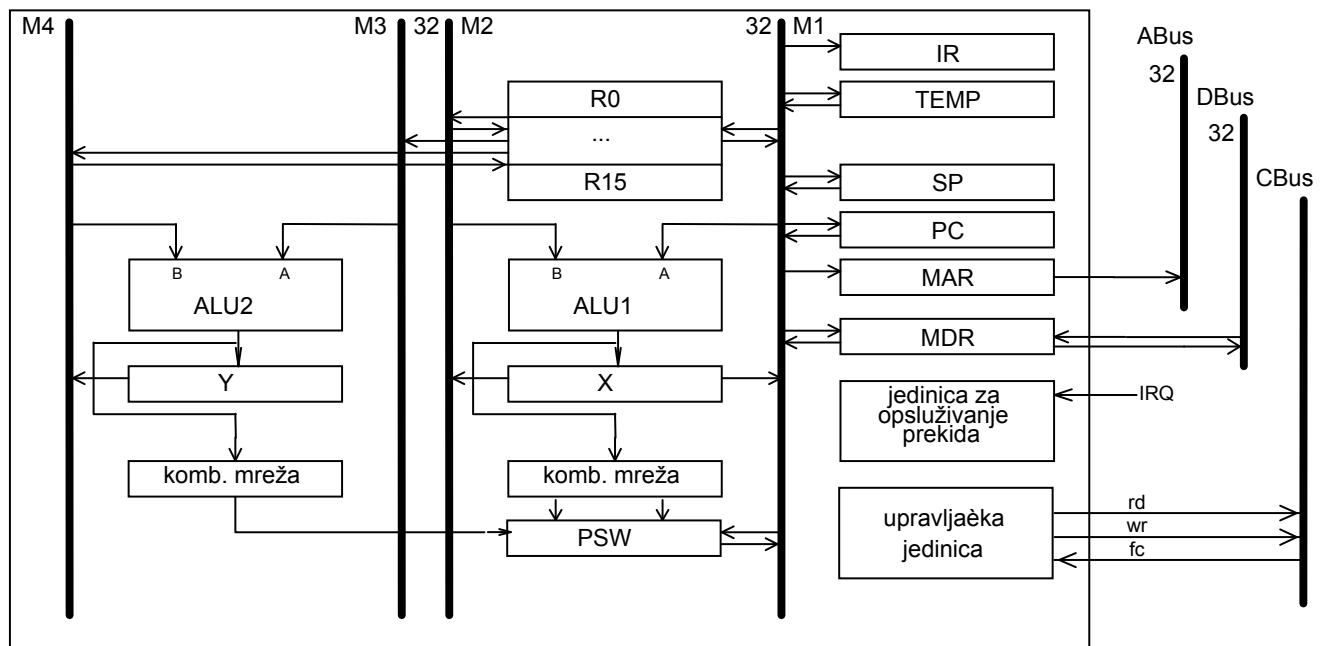 M4
M3
32
M2
32
M1
IR
ABus
32
R0
TEMP
DBus
32
...
R15
SP
CBus
PC
B
A
B
A
MAR
ALU2
ALU1
MDR
Y
X
jedinica za
opsluživanje
prekida
IRQ
komb. mreža
komb. mreža
PSW
upravljaèka
jedinica
rd
wr
fc